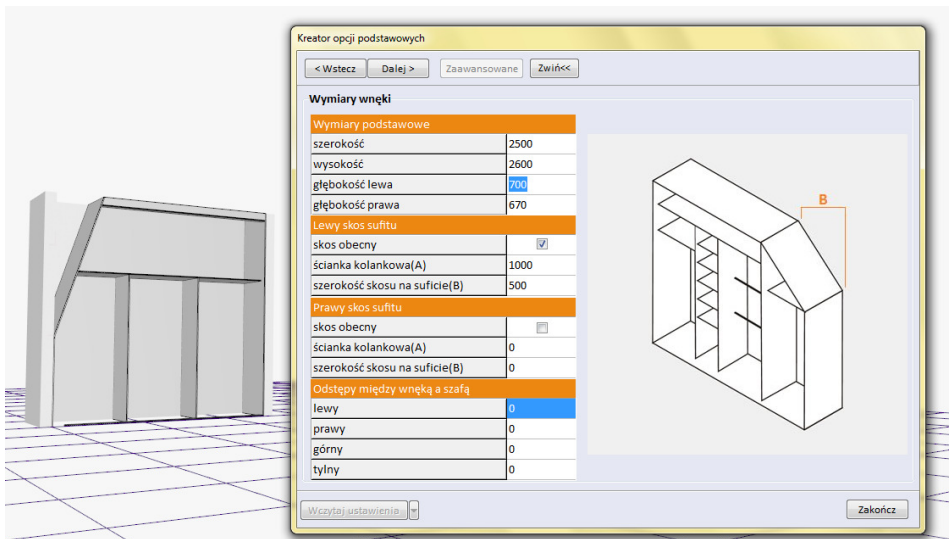 Kreator opcji podstawowych
< Wstecz Dalej > Zaawansowane Zwiń<<
Wymiary wnęki
Wymiary podstawowe
szerokość 2500
wysokość 2600
głębokość lewa 700
głębokość prawa 670
Lewy skos sufitu
skos obecny
ścianka kolankowa(A) 1000
szerokość skosu na suficie(B) 500
Prawy skos sufitu
skos obecny
ścianka kolankowa(A) 0
szerokość skosu na suficie(B) 0
Odstępy między wnęką a szafą
lewy 0
prawy 0
górny 0
tylny 0
B
Wczytaj ustawienia Zakończ